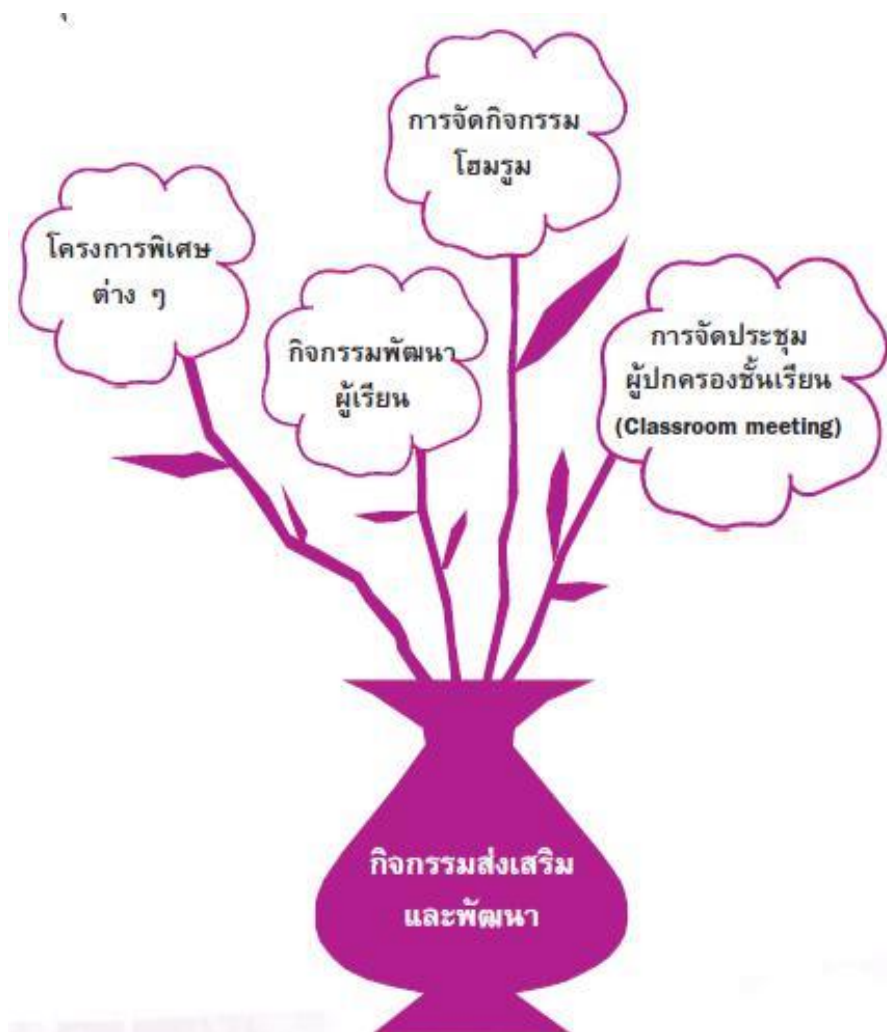 การจัดกิจกรรม
โฮมรูม
โครงการพิเศษ
ต่าง ๆ
กิจกรรมพัฒนา
ผู้เรียน
การจัดประชุม
ผู้ปกครองชั้นเรียน
(Classroom meeting)
กิจกรรมส่งเสริม
และพัฒนา